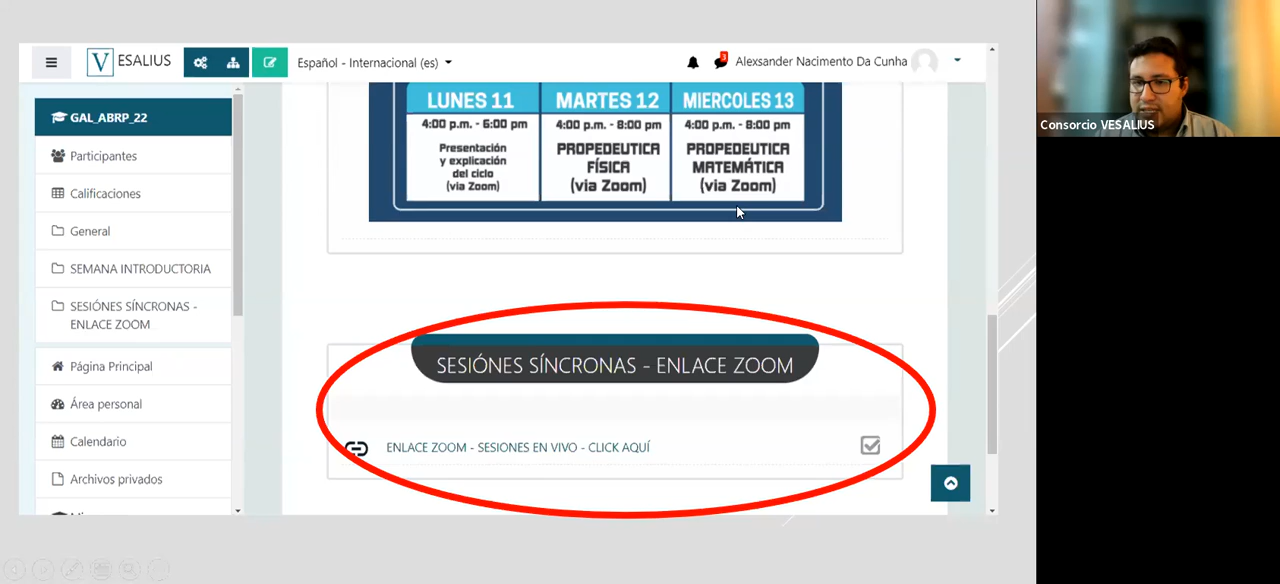 V ESALIUS
Español - Internacional (es)
3
Alexsander Nacimento Da Cunha
GAL_ABRP_22
Participantes
Calificaciones
General
SEMANA INTRODUCTORIA
SESIÓNES SÍNCRONAS -
ENLACE ZOOM
Página Principal
Área personal
Calendario
Archivos privados
LUNES 11
4:00 p.m. - 6:00 pm
Presentación
y explicación
del ciclo
(via Zoom)
MARTES 12
4:00 p.m. - 8:00 pm
PROPEDEUTICA
FÍSICA
(via Zoom)
MIERCOLES 13
4:00 p.m. - 8:00 pm
PROPEDEUTICA
MATEMÁTICA
(via Zoom)
SESIÓNES SÍNCRONAS - ENLACE ZOOM
ENLACE ZOOM - SESIONES EN VIVO - CLICK AQUÍ
Consorcio VESALIUS